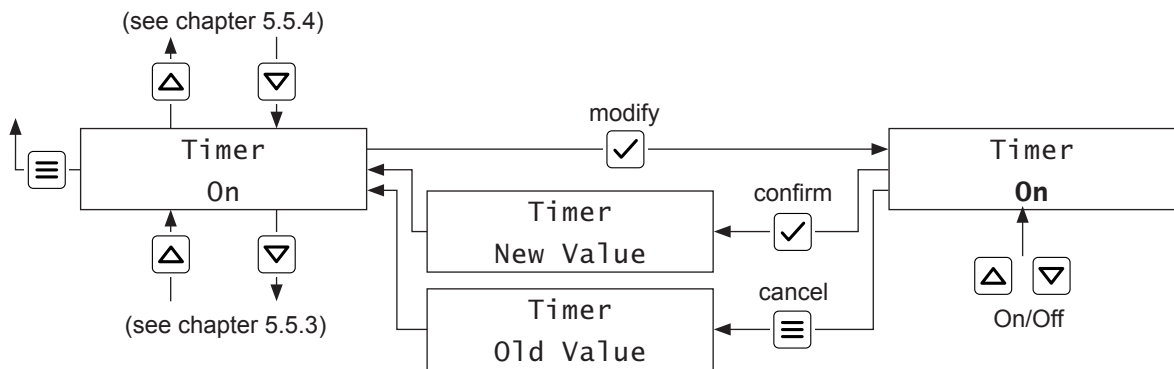 (see chapter 5.5.4)
modify
Timer
On
Timer
On
Timer
New Value
confirm
Timer
Old Value
cancel
(see chapter 5.5.3)
On/Off